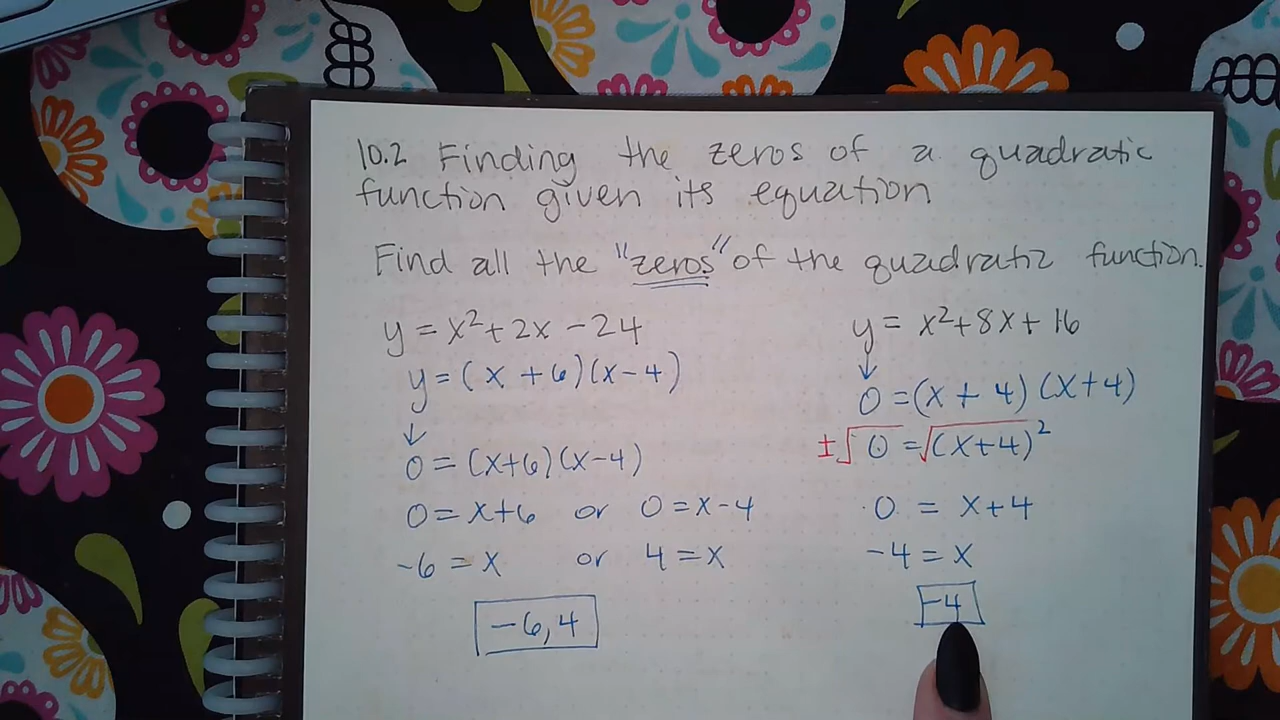 10.2 Finding the zeros of a quadratic
function given its equation
Find all the "zeros" of the quadratic function.
y = x²+2x -24
y=(x +6)(x-4)
0=(x+6)(x-4)
0=x+6 or 0=x-4
-6=x or 4=x
-6,4
y= x²+8x+16
0=(x+4)(x+4)
±√0=√(x+4)²
0 = x+4
-4=x
-4